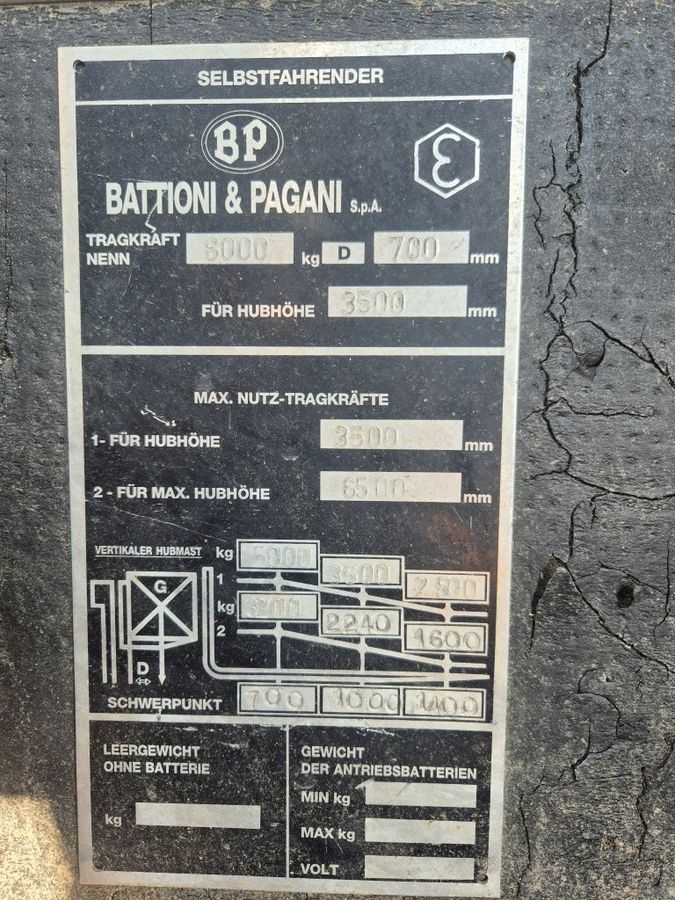 SELBSTFAHRENDER
BP
BATTIONI & PAGANI S.p.A.
TRAGKRAFT
NENN kg D 700 mm
FÜR HUBHÖHE 3500 mm
MAX. NUTZ-TRAGKRÄFTE
1- FÜR HUBHÖHE 3500 mm
2 - FÜR MAX. HUBHÖHE 6500 mm
VERTIKALER HUBMAST kg 5000 3500 2500
1
G kg 2240 1600
2
D
SCHWERPUNKT 700 1000 1400
LEERGEWICHT
OHNE BATTERIE
kg
GEWICHT
DER ANTRIEBSBATTERIEN
MIN kg
MAX kg
VOLT